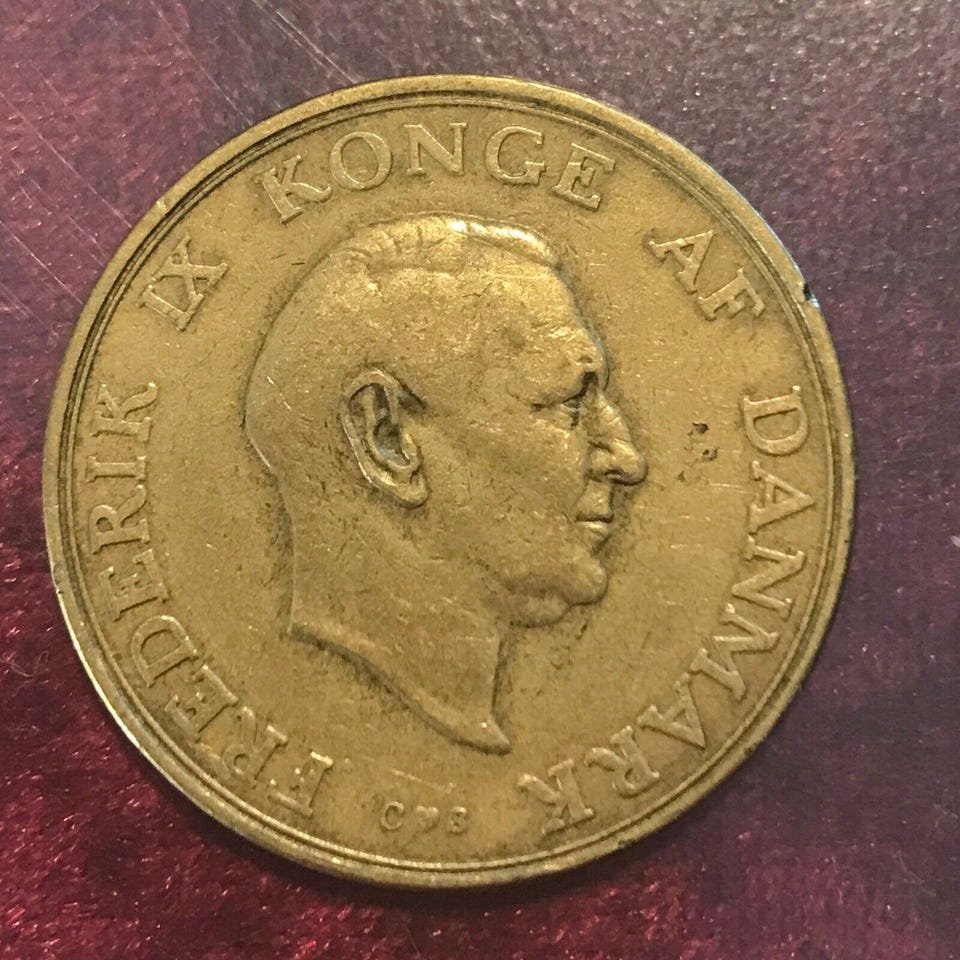 FREDERIK IX KONGE AF DANMARK
C♥S